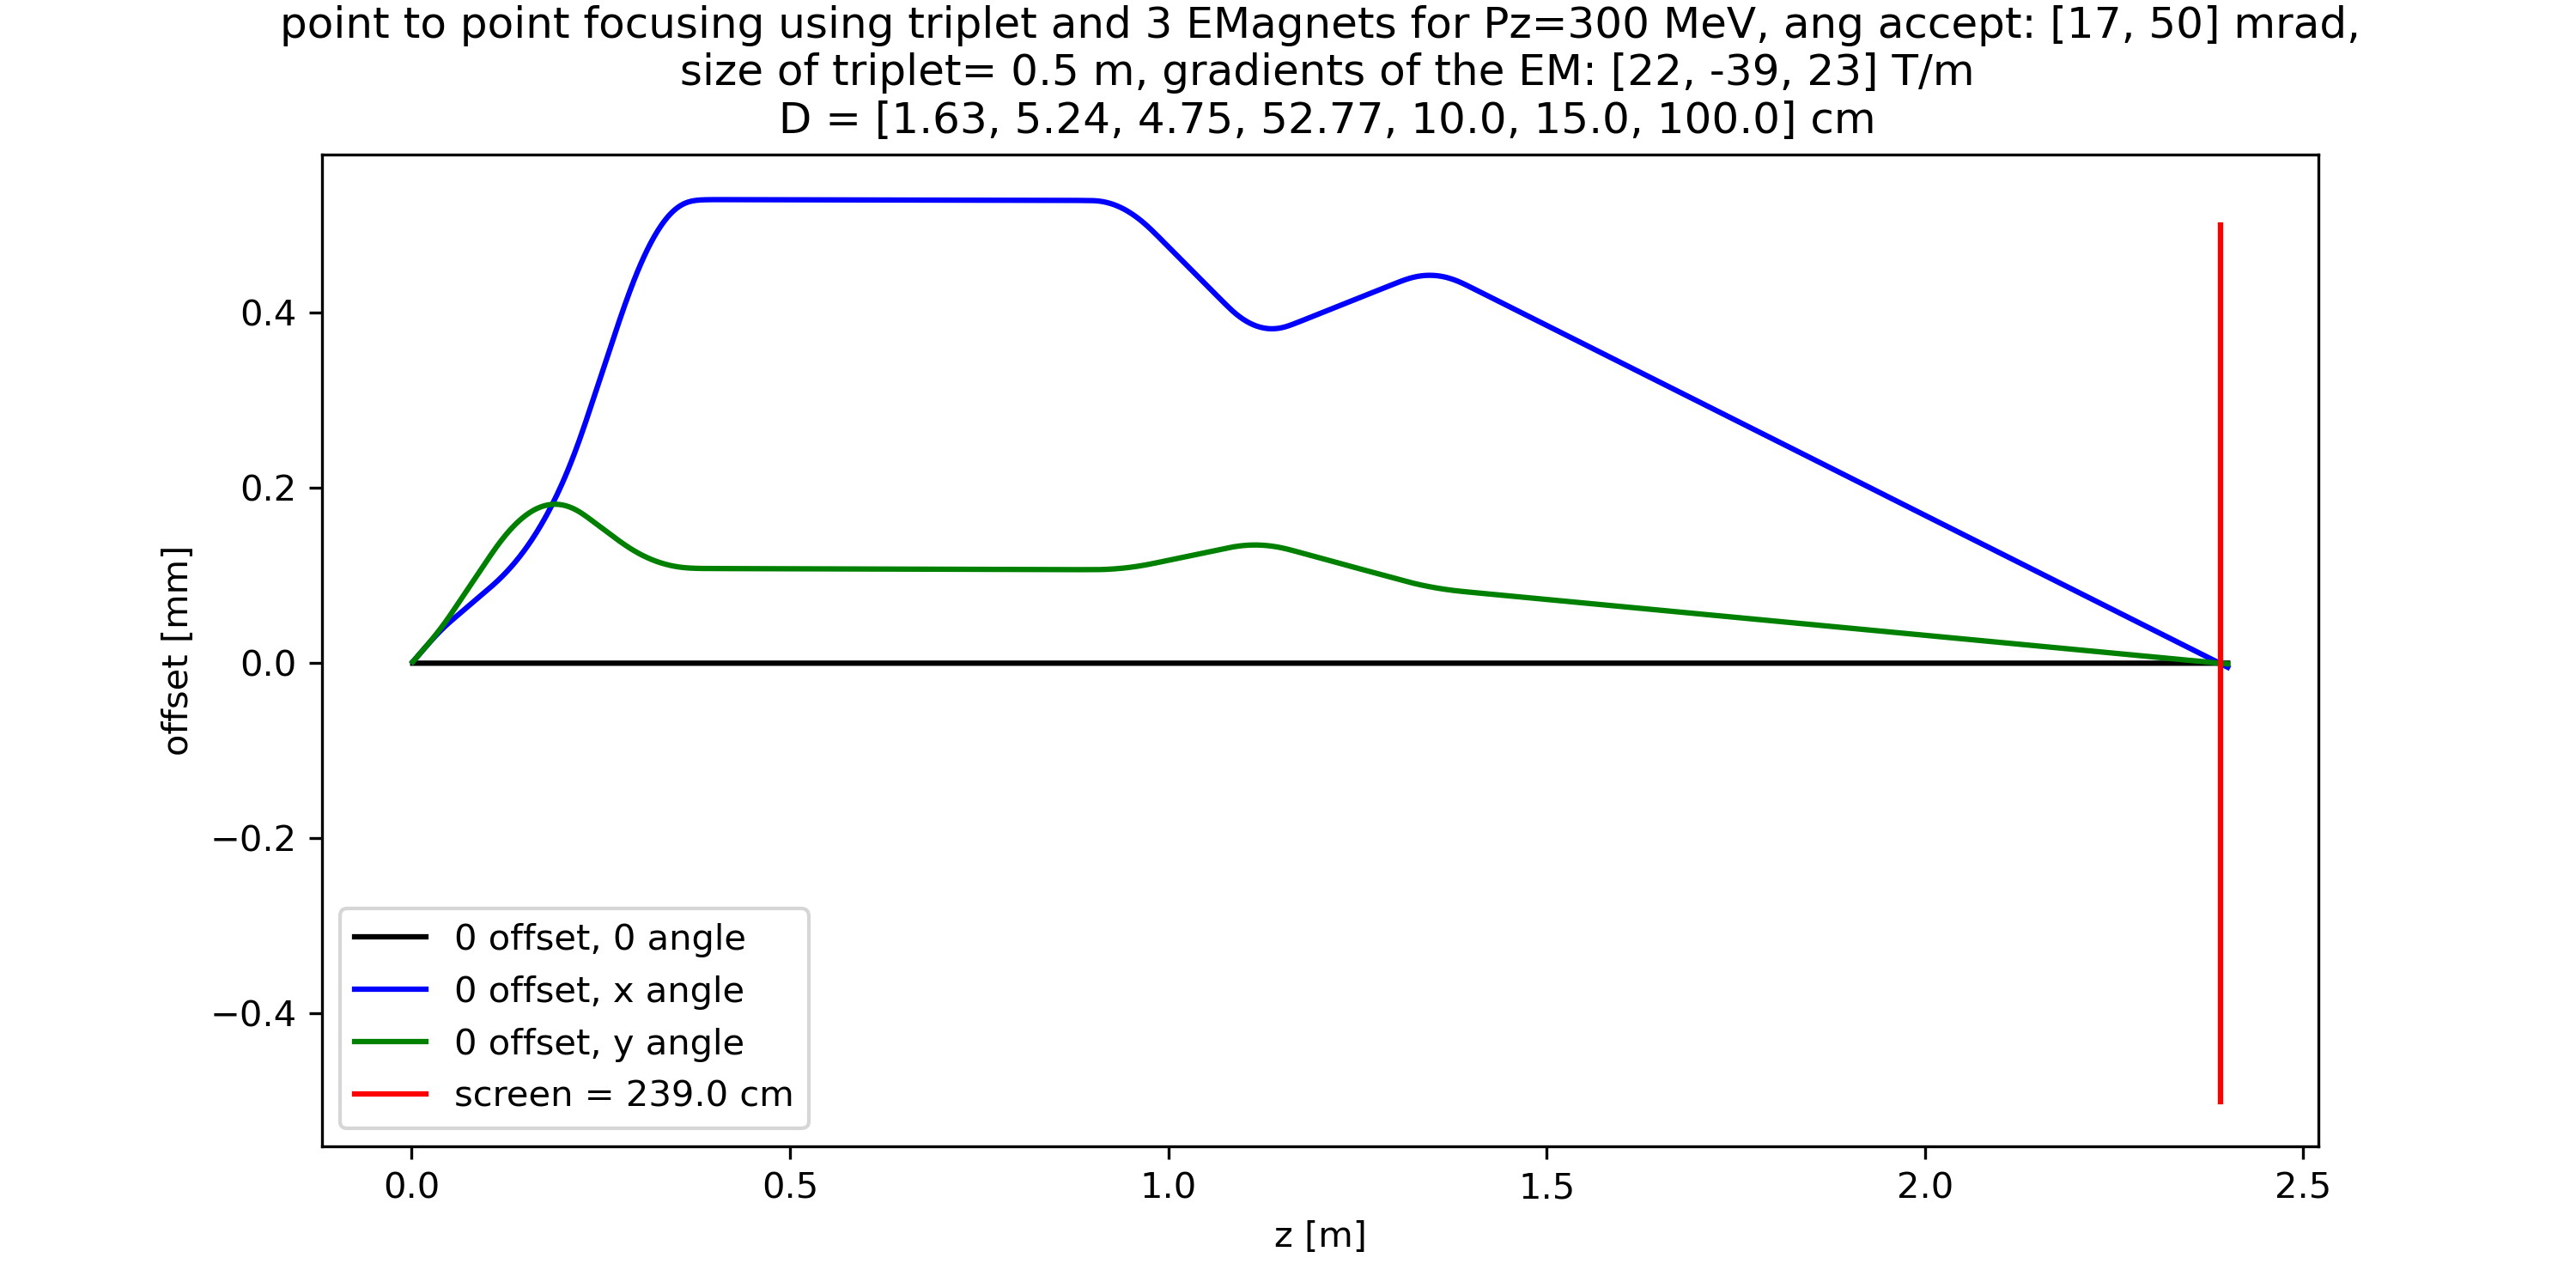 point to point focusing using triplet and 3 EMagnets for Pz=300 MeV, ang accept: [17, 50] mrad,
size of triplet= 0.5 m, gradients of the EM: [22, -39, 23] T/m
D = [1.63, 5.24, 4.75, 52.77, 10.0, 15.0, 100.0] cm
offset [mm]
0.4
0.2
0.0
−0.2
−0.4
0 offset, 0 angle
0 offset, x angle
0 offset, y angle
screen = 239.0 cm
0.0 0.5 1.0 1.5 2.0 2.5
z [m]